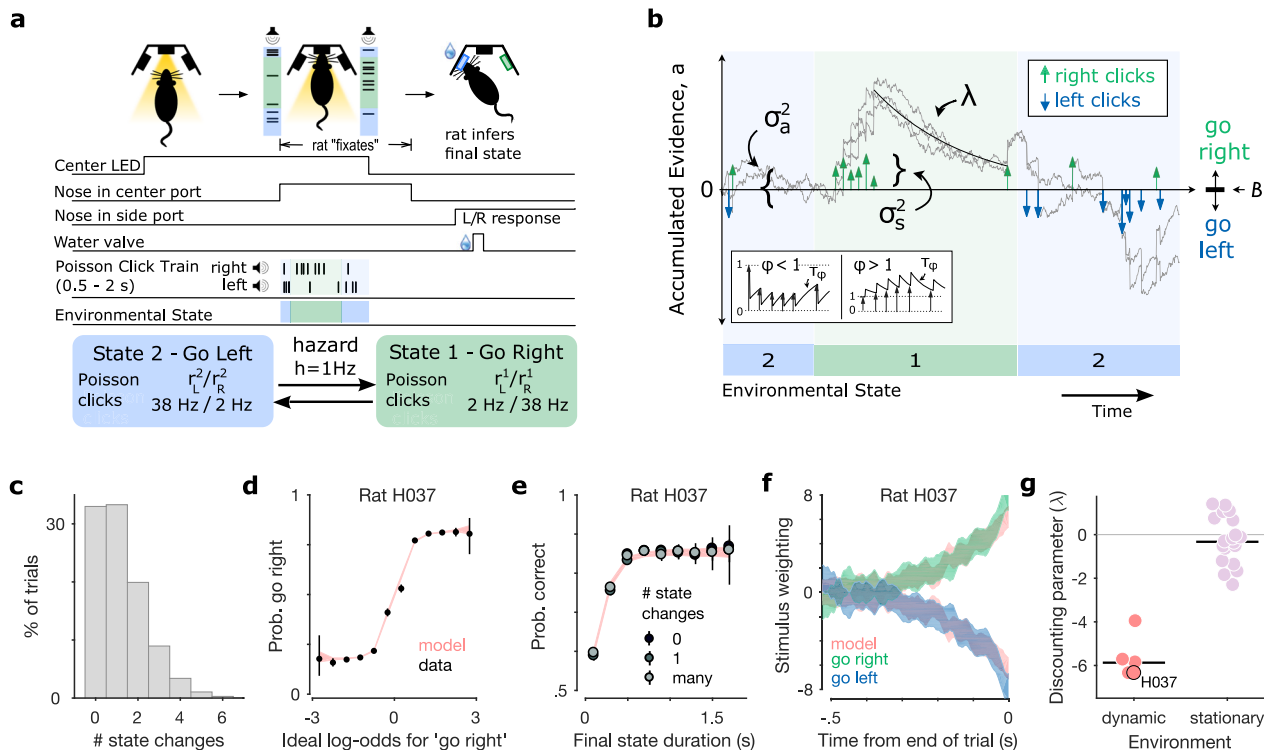 a
rat "fixates"
rat infers
final state
Center LED
Nose in center port
Nose in side port
L/R response
Water valve
Poisson Click Train
(0.5 - 2 s)
right
left
Environmental State
State 2 - Go Left
Poisson
clicks
r_L^2/r_R^2
38 Hz / 2 Hz
hazard
h=1Hz
State 1 - Go Right
Poisson
clicks
r_L^1/r_R^1
2 Hz / 38 Hz
b
Accumulated Evidence, a
0
σ_a^2
σ_s^2
λ
right clicks
left clicks
go
right
B
go
left
φ < 1
τ_φ
1
0
φ > 1
τ_φ
1
0
2
1
2
Environmental State
Time
c
% of trials
30
0
0 2 4 6
# state changes
d
Rat H037
Prob. go right
1
0
model
data
-3 0 3
Ideal log-odds for 'go right'
e
Rat H037
Prob. correct
1
.5
# state
changes
0
1
many
0 0.5 1.5
Final state duration (s)
f
Rat H037
Stimulus weighting
8
0
-8
model
go right
go left
-.5 0
Time from end of trial (s)
g
Discounting parameter (λ)
0
-2
-4
-6
H037
dynamic stationary
Environment